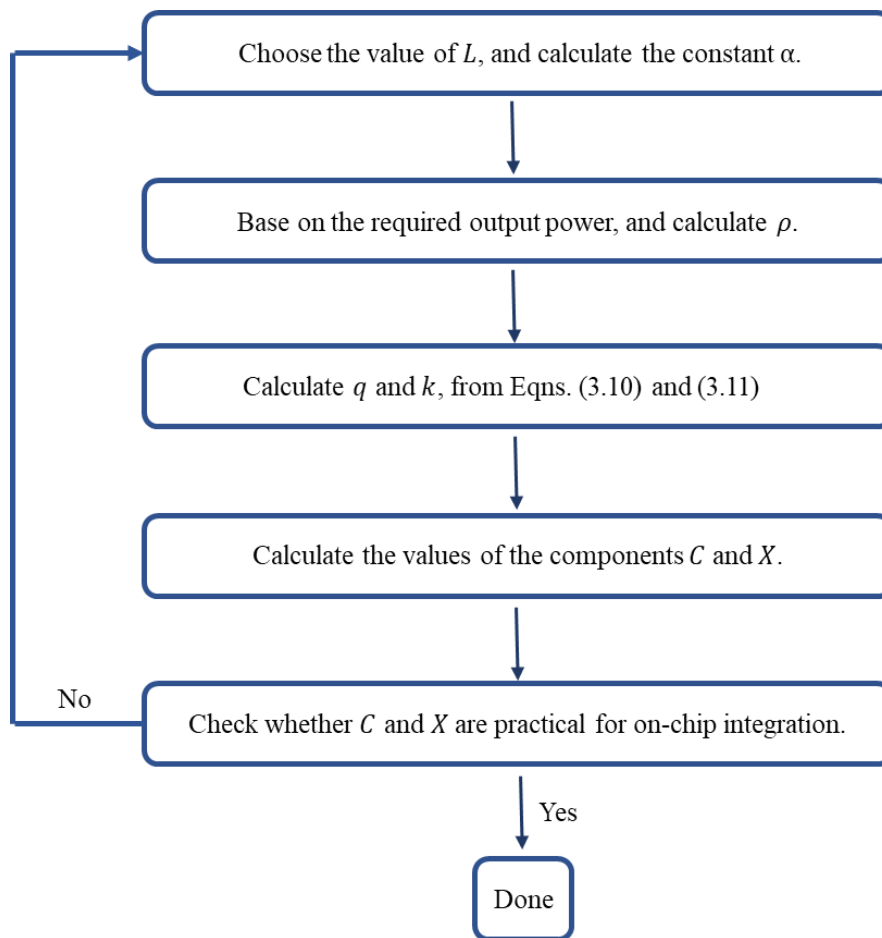 Choose the value of L, and calculate the constant α.
Base on the required output power, and calculate ρ.
Calculate q and k, from Eqns. (3.10) and (3.11)
Calculate the values of the components C and X.
No
Check whether C and X are practical for on-chip integration.
Yes
Done